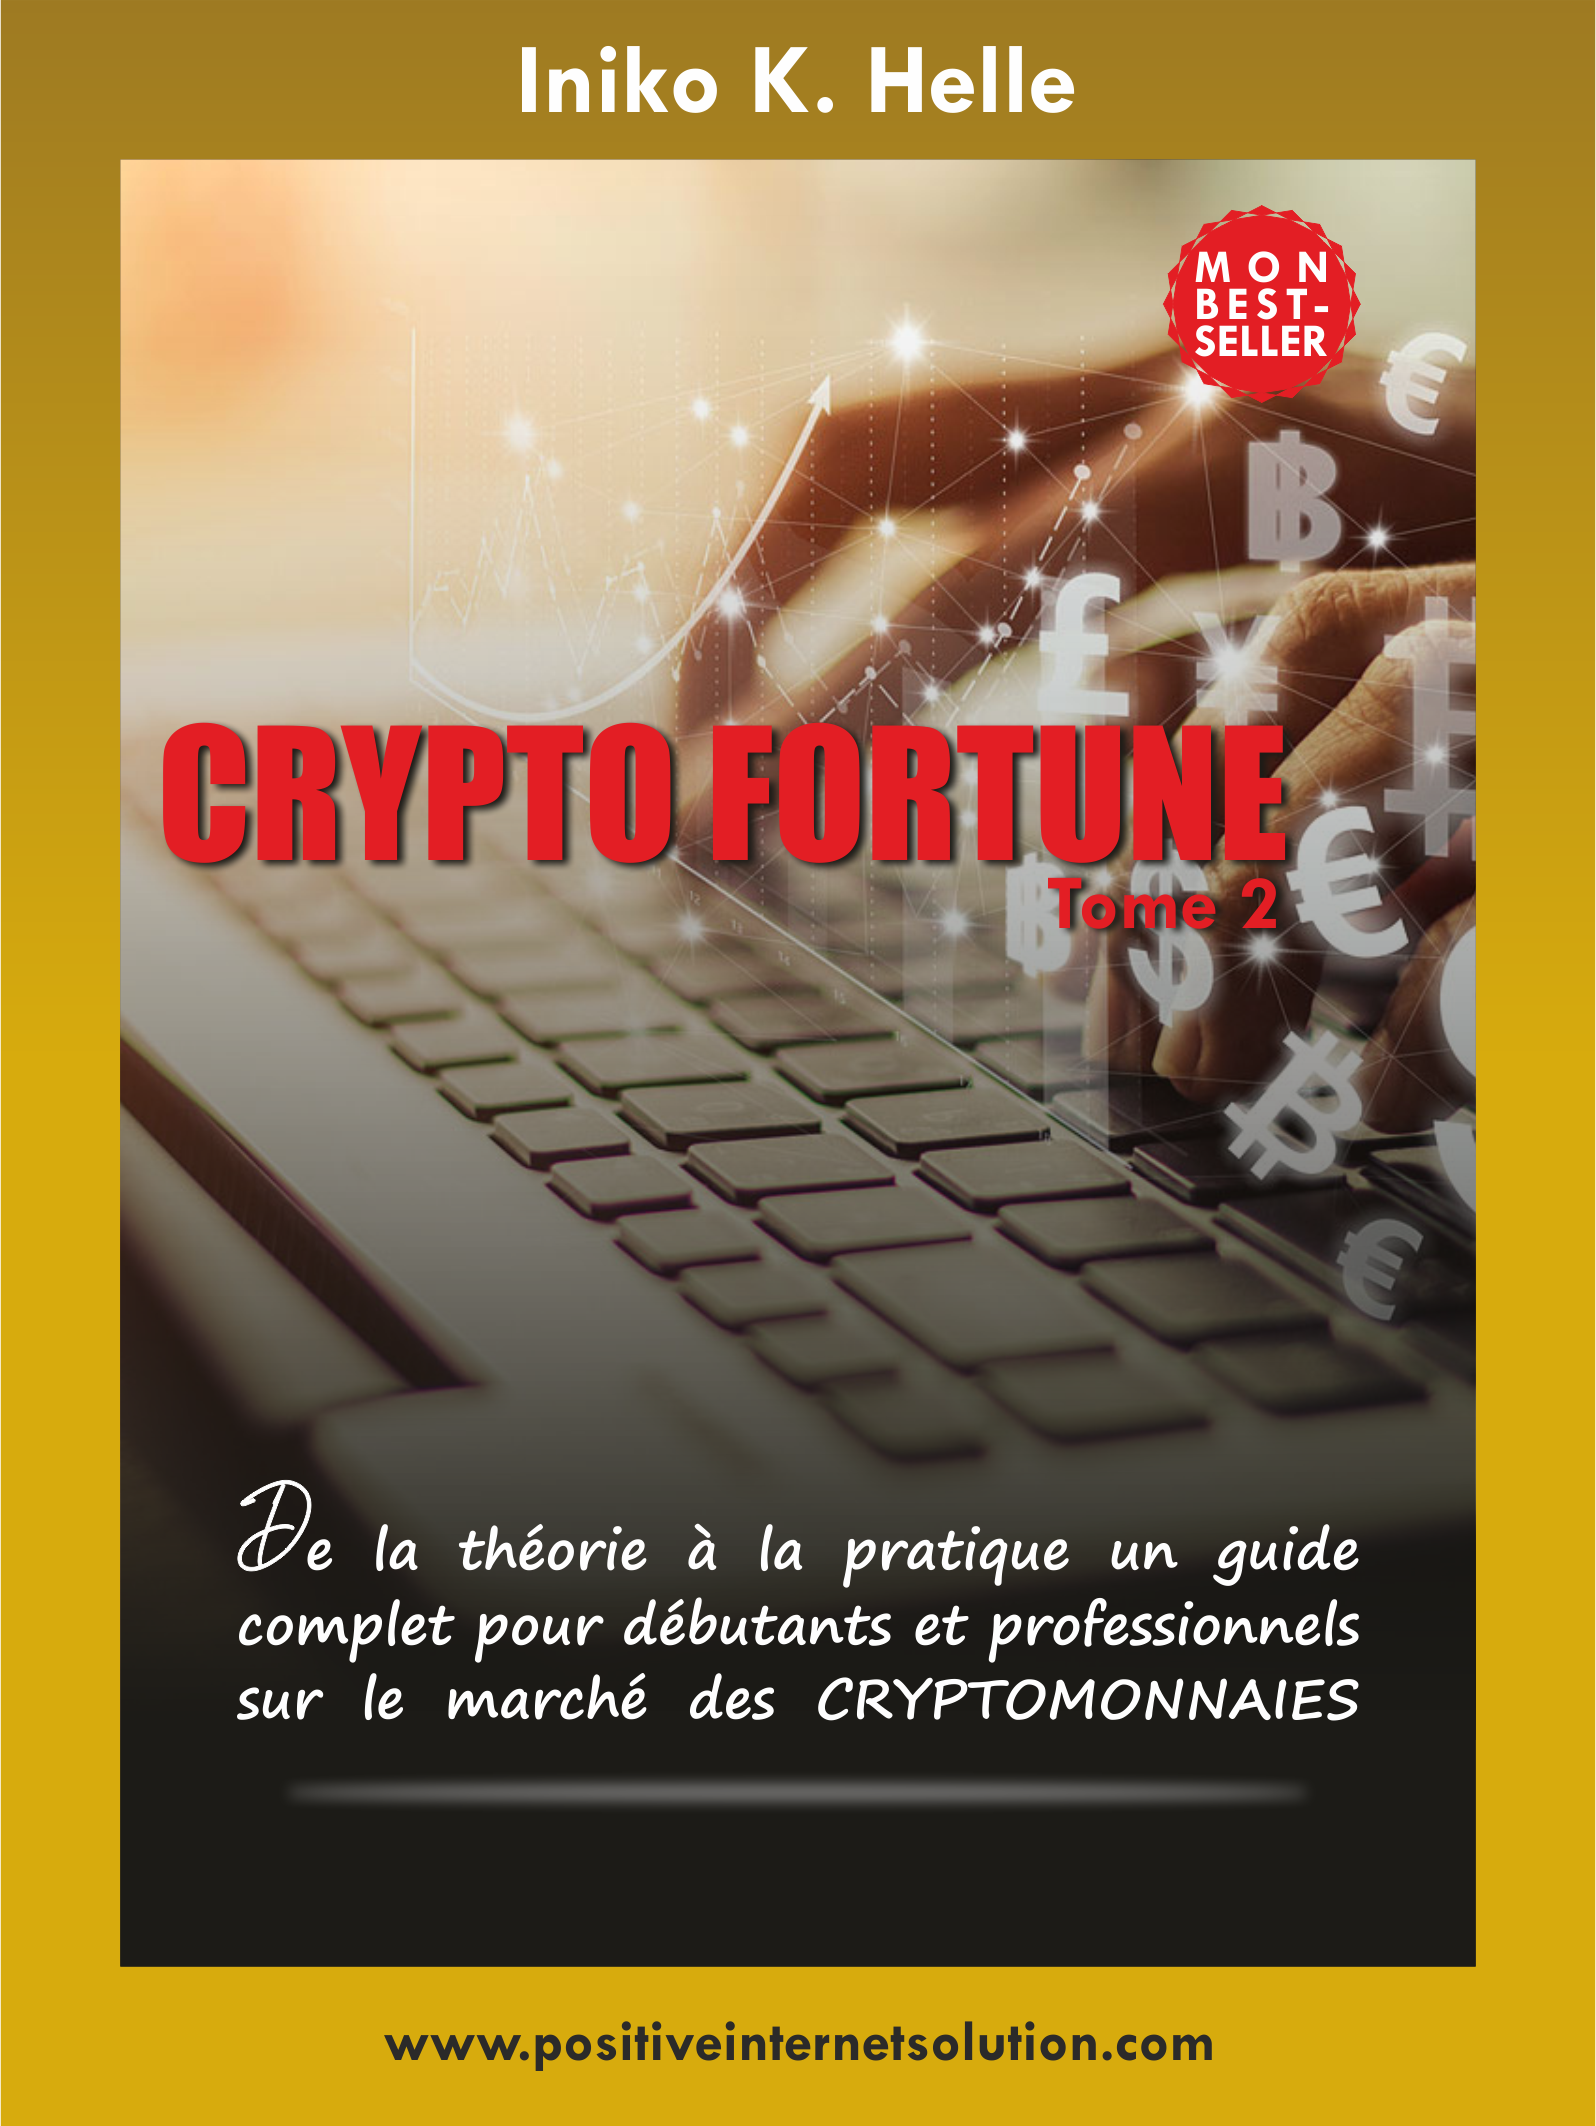 Iniko K. Helle
MON
BEST-
SELLER
CRYPTO FORTUNE
Tome 2
De la théorie à la pratique un guide
complet pour débutants et professionnels
sur le marché des CRYPTOMONNAIES
www.positiveinternetsolution.com